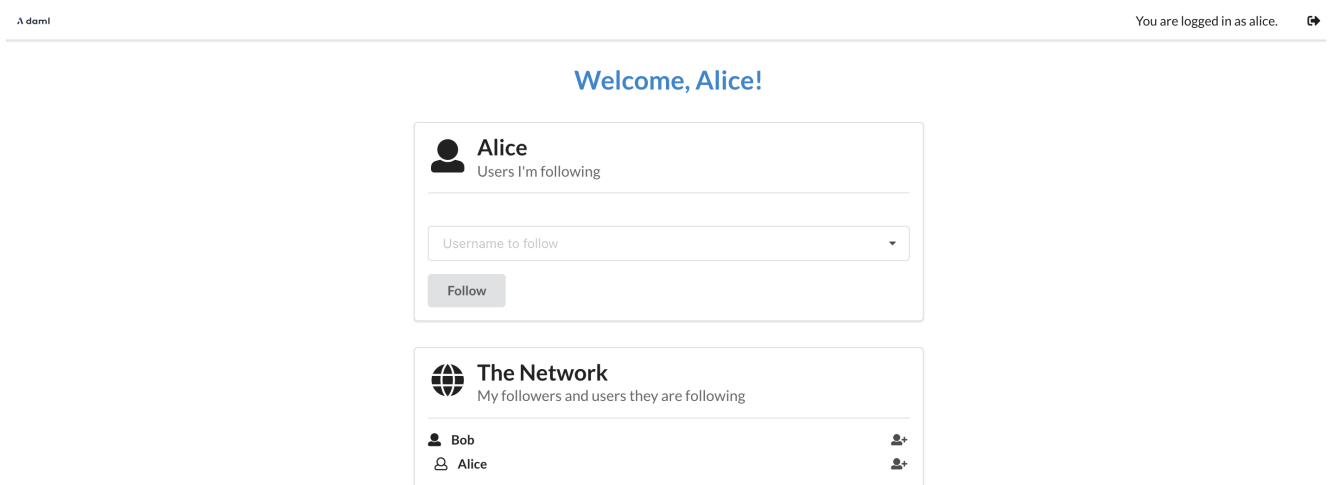 daml
You are logged in as alice.
Welcome, Alice!
Alice
Users I'm following
Username to follow
Follow
The Network
My followers and users they are following
Bob
Alice